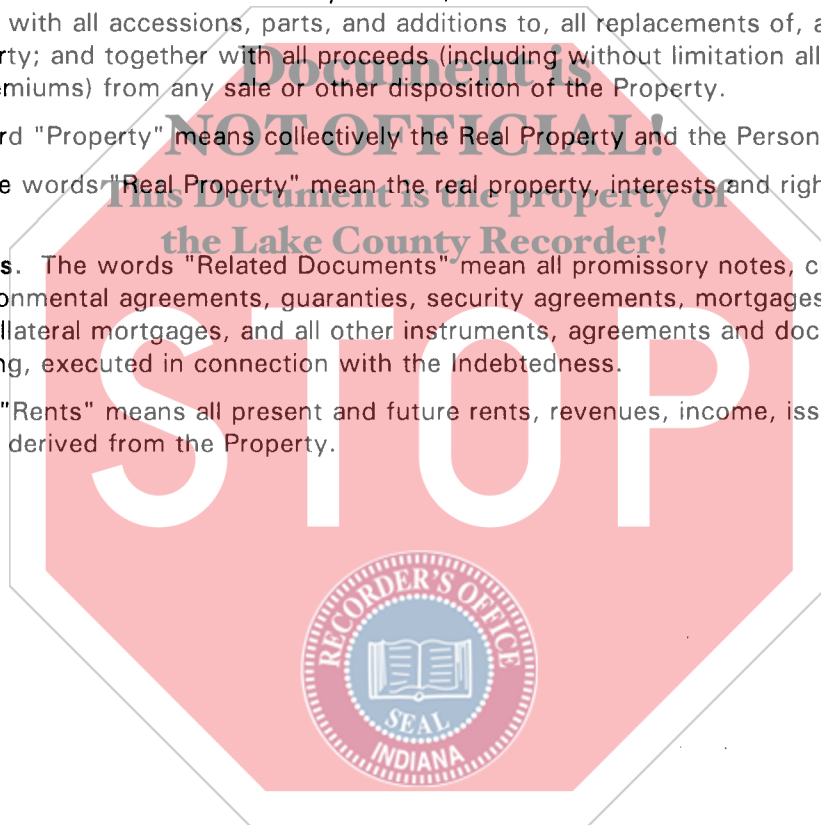 with all accessions, parts, and additions to, all replacements of, a
rty; and together with all proceeds (including without limitation all
Document is
emiums) from any sale or other disposition of the Property.
rd "Property" means collectively the Real Property and the Person
NOT OFFICIAL!
e words "Real Property" mean the real property, interests and righ
This Document is the property of
the Lake County Recorder!
s. The words "Related Documents" mean all promissory notes, c
onmental agreements, guaranties, security agreements, mortgages
llateral mortgages, and all other instruments, agreements and doc
ng, executed in connection with the Indebtedness.
"Rents" means all present and future rents, revenues, income, iss
derived from the Property.
STOP
RECORDER'S OFFICE
SEAL
INDIANA